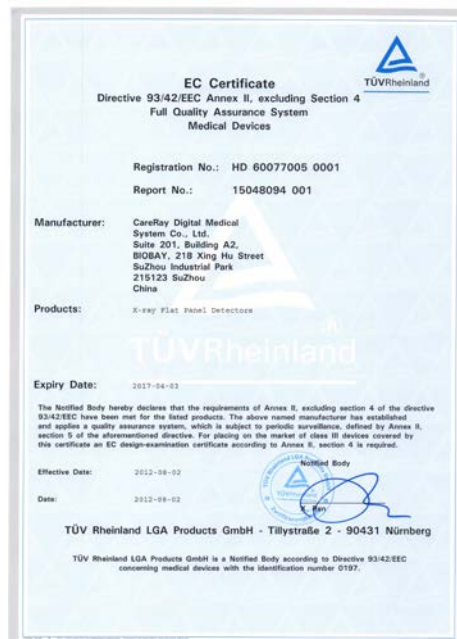 TÜVRheinland
®
EC Certificate
Directive 93/42/EEC Annex II, excluding Section 4
Full Quality Assurance System
Medical Devices
Registration No.: HD 60077005 0001
Report No.: 15048094 001
Manufacturer: CareRay Digital Medical
System Co., Ltd.
Suite 201, Building A2,
BIOBAY, 218 Xing Hu Street
SuZhou Industrial Park
215123 SuZhou
China
Products: X-ray Flat Panel Detectors
TÜVRheinland
®
Expiry Date: 2017-04-03
The Notified Body hereby declares that the requirements of Annex II, excluding section 4 of the directive
93/42/EEC have been met for the listed products. The above named manufacturer has established
and applies a quality assurance system, which is subject to periodic surveillance, defined by Annex II,
section 5 of the aforementioned directive. For placing on the market of class III devices covered by
this certificate an EC design-examination certificate according to Annex II, section 4 is required.
Effective Date: 2012-08-02
Notified Body
Date: 2012-08-02
TÜV Rheinland LGA Products GmbH - Tillystraße 2 - 90431 Nürnberg
TÜV Rheinland LGA Products GmbH is a Notified Body according to Directive 93/42/EEC
concerning medical devices with the identification number 0197.